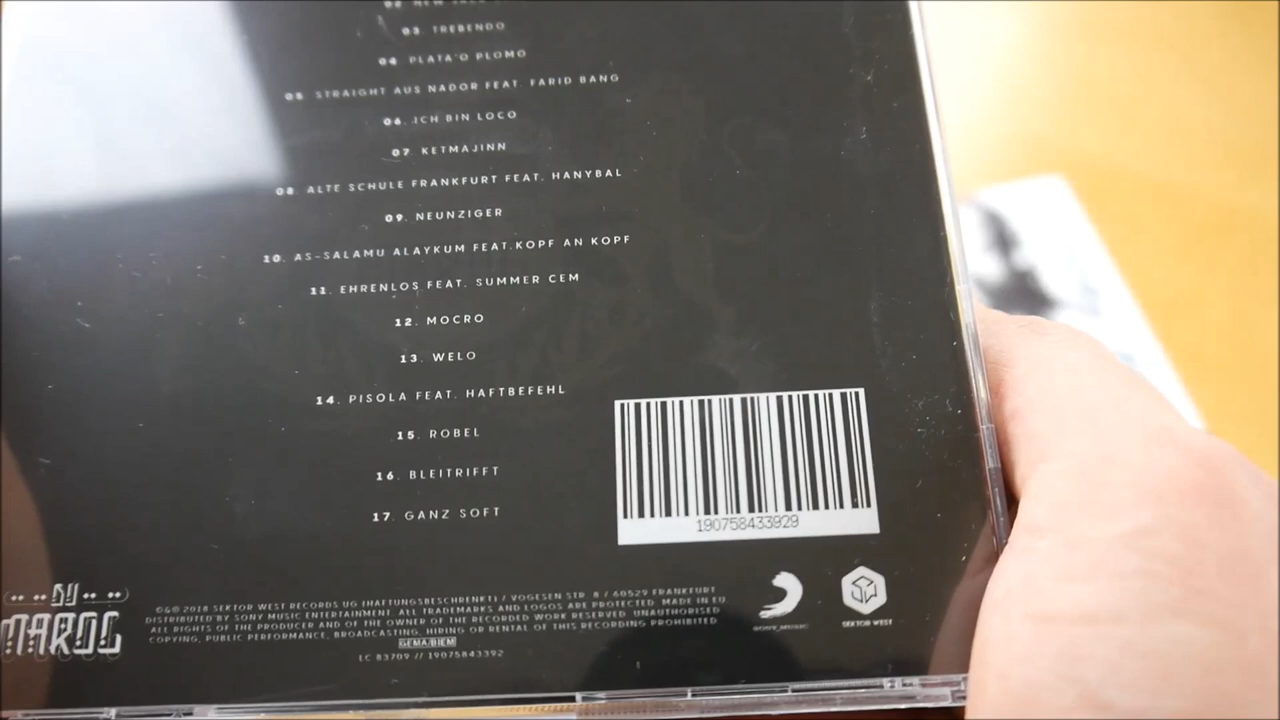 02 NEW JAZZ
03. TREBENDO
04 PLATA'O PLOMO
05 STRAIGHT AUS NADOR FEAT. FARID BANG
06. ICH BIN LOCO
07. KETMAJINN
08. ALTE SCHULE FRANKFURT FEAT. HANYBAL
09. NEUNZIGER
10. AS-SALAMU ALAYKUM FEAT.KOPF AN KOPF
11. EHRENLOS FEAT. SUMMER CEM
12. MOCRO
13. WELO
14. PISOLA FEAT. HAFTBEFEHL
15. ROBEL
16. BLEITRIFFT
17. GANZ SOFT
190758433929
DU
MAROC
℗&© 2018 SEKTOR WEST RECORDS UG (HAFTUNGSBESCHRENKT) / VOGESEN STR. 8 / 60529 FRANKFURT
DISTRIBUTED BY SONY MUSIC ENTERTAINMENT. ALL TRADEMARKS AND LOGOS ARE PROTECTED. MADE IN EU.
ALL RIGHTS OF THE PRODUCER AND OF THE OWNER OF THE RECORDED WORK RESERVED. UNAUTHORISED
COPYING, PUBLIC PERFORMANCE, BROADCASTING, HIRING OR RENTAL OF THIS RECORDING PROHIBITED
GEMA/BIEM
LC 83709 // 19075843392
SONY MUSIC
SEKTOR WEST